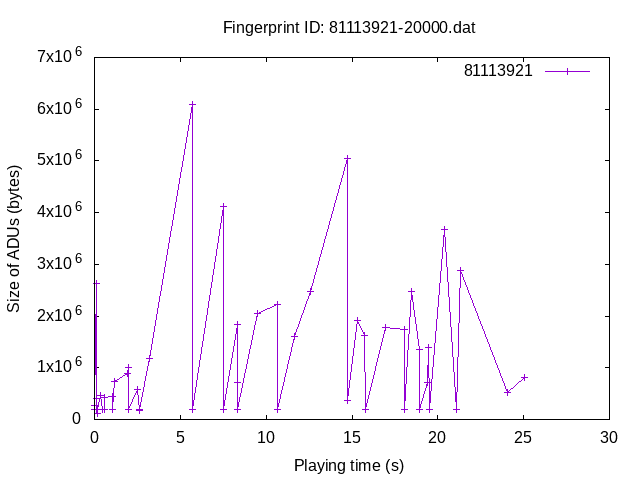 Fingerprint ID: 81113921-20000.dat
81113921
7x10^6
6x10^6
5x10^6
4x10^6
3x10^6
2x10^6
1x10^6
0
Size of ADUs (bytes)
0 5 10 15 20 25 30
Playing time (s)